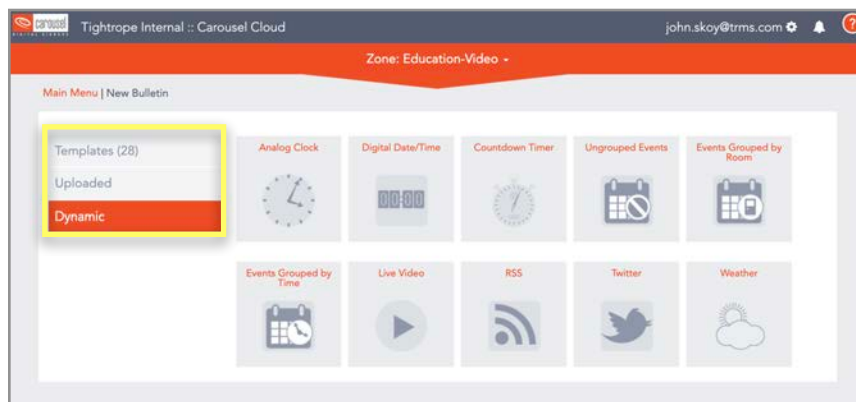 carousel
DIGITAL SIGNAGE
Tightrope Internal :: Carousel Cloud
john.skoy@trms.com
?
Zone: Education-Video
Main Menu | New Bulletin
Templates (28)
Uploaded
Dynamic
Analog Clock
Digital Date/Time
Countdown Timer
Ungrouped Events
Events Grouped by
Room
00:00
Events Grouped by
Time
Live Video
RSS
Twitter
Weather